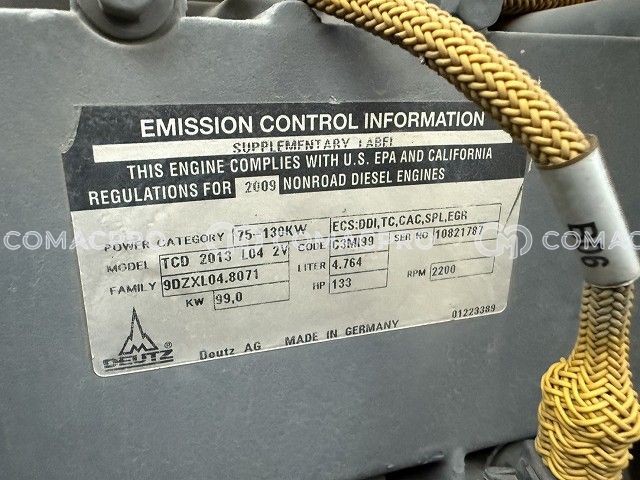 EMISSION CONTROL INFORMATION
SUPPLEMENTARY LABEL
THIS ENGINE COMPLIES WITH U.S. EPA AND CALIFORNIA
REGULATIONS FOR 2009 NONROAD DIESEL ENGINES
POWER CATEGORY 75-130KW ECS:DDI,TC,CAC,SPL,EGR
MODEL TCD 2013 L04 2V CODE C3MI39 SER NO 10821787
FAMILY 9DZXL04.8071 LITER 4.764
KW 99,0 HP 133 RPM 2200
DEUTZ Deutz AG MADE IN GERMANY 01223389
COMACPRO COMACPRO COMACPRO